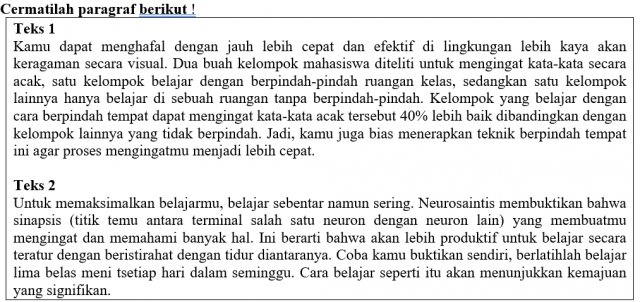 Cermatilah paragraf berikut !
Teks 1
Kamu dapat menghafal dengan jauh lebih cepat dan efektif di lingkungan lebih kaya akan
keragaman secara visual. Dua buah kelompok mahasiswa diteliti untuk mengingat kata-kata secara
acak, satu kelompok belajar dengan berpindah-pindah ruangan kelas, sedangkan satu kelompok
lainnya hanya belajar di sebuah ruangan tanpa berpindah-pindah. Kelompok yang belajar dengan
cara berpindah tempat dapat mengingat kata-kata acak tersebut 40% lebih baik dibandingkan dengan
kelompok lainnya yang tidak berpindah. Jadi, kamu juga bias menerapkan teknik berpindah tempat
ini agar proses mengingatmu menjadi lebih cepat.
Teks 2
Untuk memaksimalkan belajarmu, belajar sebentar namun sering. Neurosaintis membuktikan bahwa
sinapsis (titik temu antara terminal salah satu neuron dengan neuron lain) yang membuatmu
mengingat dan memahami banyak hal. Ini berarti bahwa akan lebih produktif untuk belajar secara
teratur dengan beristirahat dengan tidur diantaranya. Coba kamu buktikan sendiri, berlatihlah belajar
lima belas meni tsetiap hari dalam seminggu. Cara belajar seperti itu akan menunjukkan kemajuan
yang signifikan.